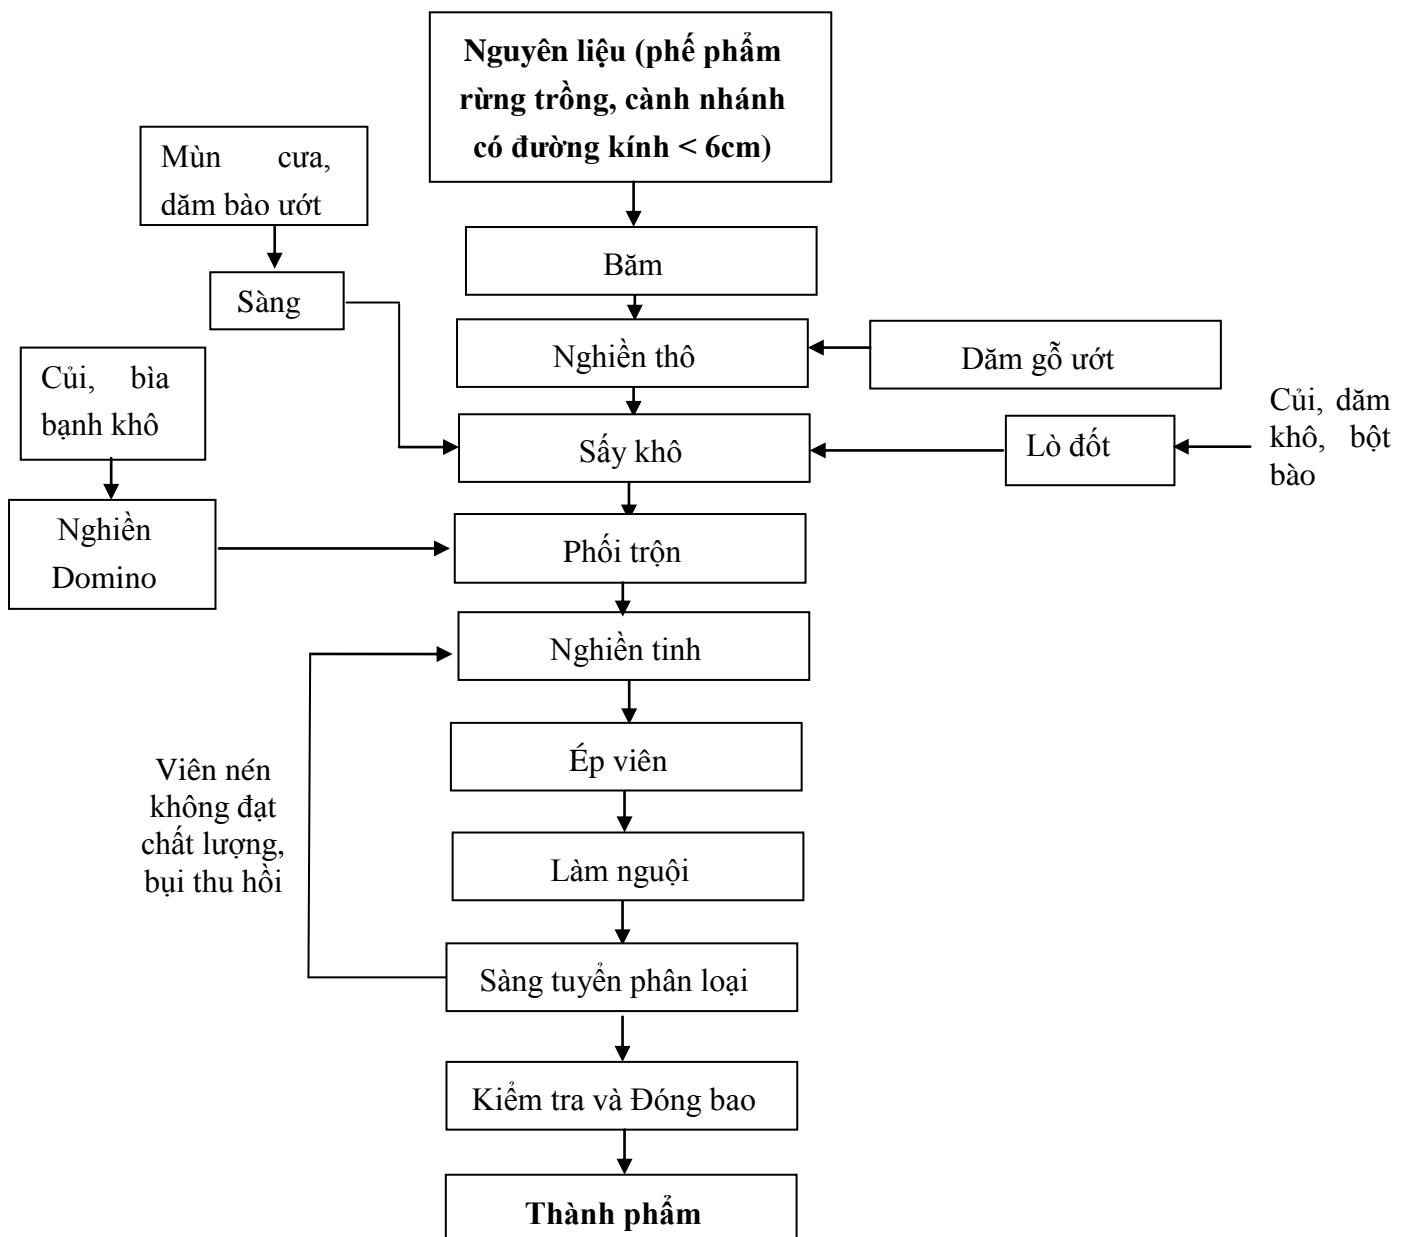 Nguyên liệu (phế phẩm
rừng trồng, cành nhánh
có đường kính < 6cm)
Mùn cưa,
dăm bào ướt
Băm
Sàng
Nghiền thô
Dăm gỗ ướt
Củi, bìa
bạnh khô
Sấy khô
Lò đốt
Củi, dăm
khô, bột
bào
Nghiền
Domino
Phối trộn
Nghiền tinh
Ép viên
Viên nén
không đạt
chất lượng,
bụi thu hồi
Làm nguội
Sàng tuyển phân loại
Kiểm tra và Đóng bao
Thành phẩm